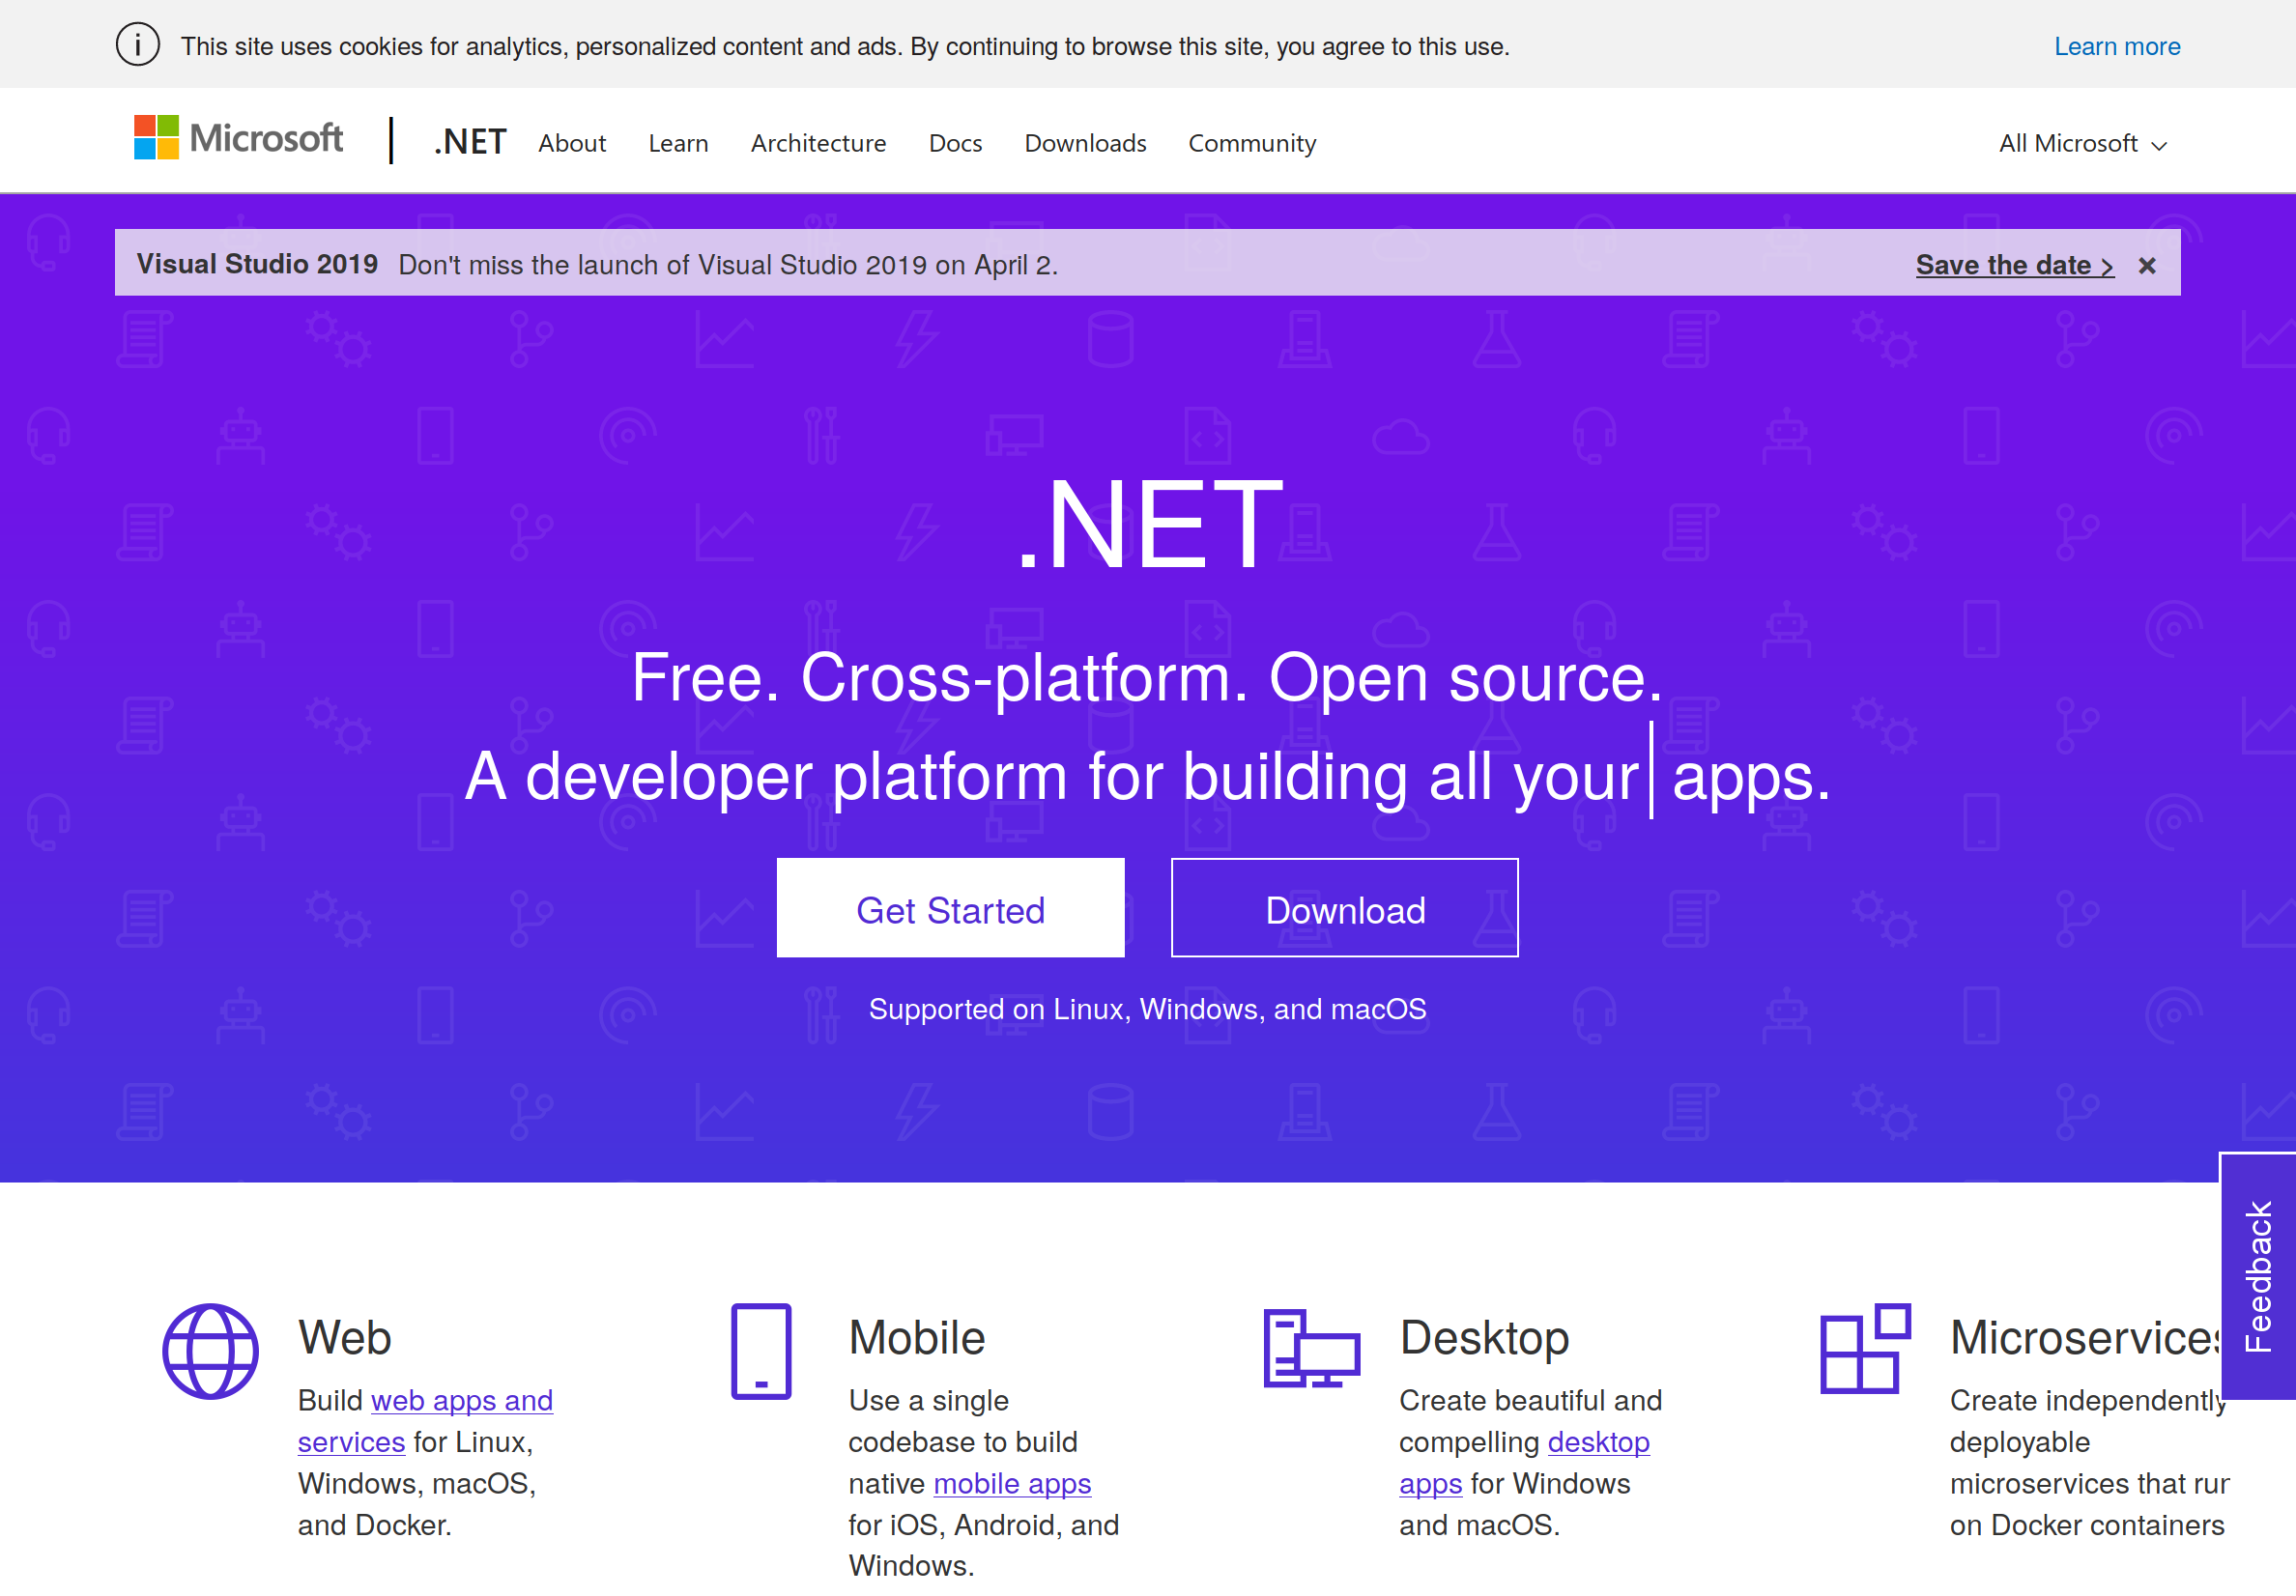 This site uses cookies for analytics, personalized content and ads. By continuing to browse this site, you agree to this use.
Learn more
Microsoft
.NET
About
Learn
Architecture
Docs
Downloads
Community
All Microsoft
Visual Studio 2019 Don't miss the launch of Visual Studio 2019 on April 2.
Save the date >
.NET
Free. Cross-platform. Open source.
A developer platform for building all your apps.
Get Started
Download
Supported on Linux, Windows, and macOS
Feedback
Web
Build web apps and
services for Linux,
Windows, macOS,
and Docker.
Mobile
Use a single
codebase to build
native mobile apps
for iOS, Android, and
Windows.
Desktop
Create beautiful and
compelling desktop
apps for Windows
and macOS.
Microservices
Create independently
deployable
microservices that run
on Docker containers